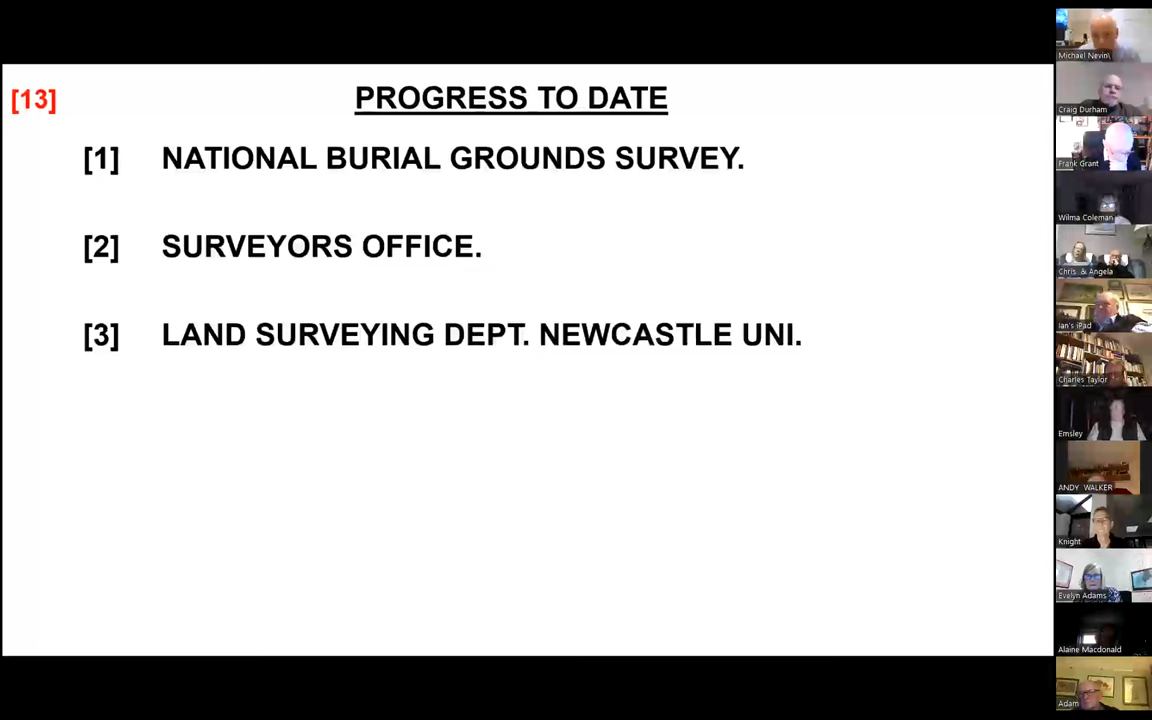 [13] PROGRESS TO DATE
[1] NATIONAL BURIAL GROUNDS SURVEY.
[2] SURVEYORS OFFICE.
[3] LAND SURVEYING DEPT. NEWCASTLE UNI.
Michael Nevin\
Craig Durham
Frank Grant
Wilma Coleman
Chris & Angela
Ian's iPad
Charles Taylor
Emsley
ANDY WALKER
Knight
Evelyn Adams
Alaine Macdonald
Adam